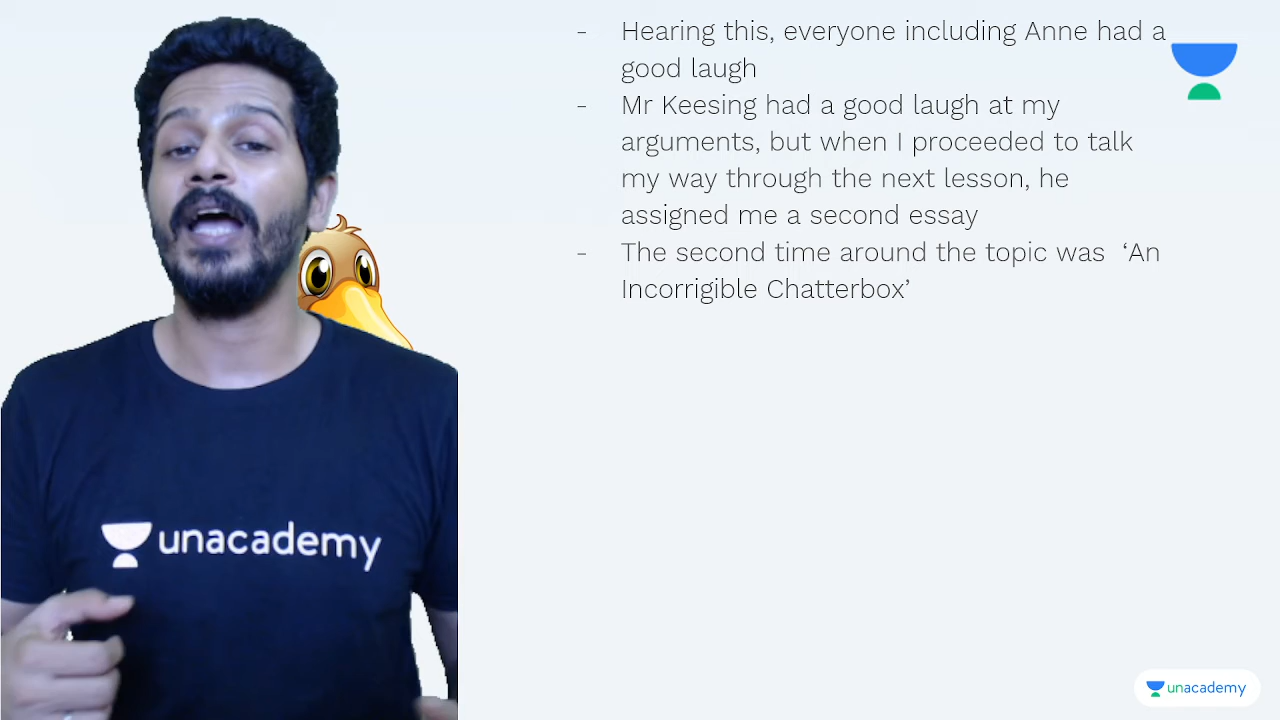 - Hearing this, everyone including Anne had a
good laugh
- Mr Keesing had a good laugh at my
arguments, but when I proceeded to talk
my way through the next lesson, he
assigned me a second essay
- The second time around the topic was ‘An
Incorrigible Chatterbox’
unacademy
unacademy